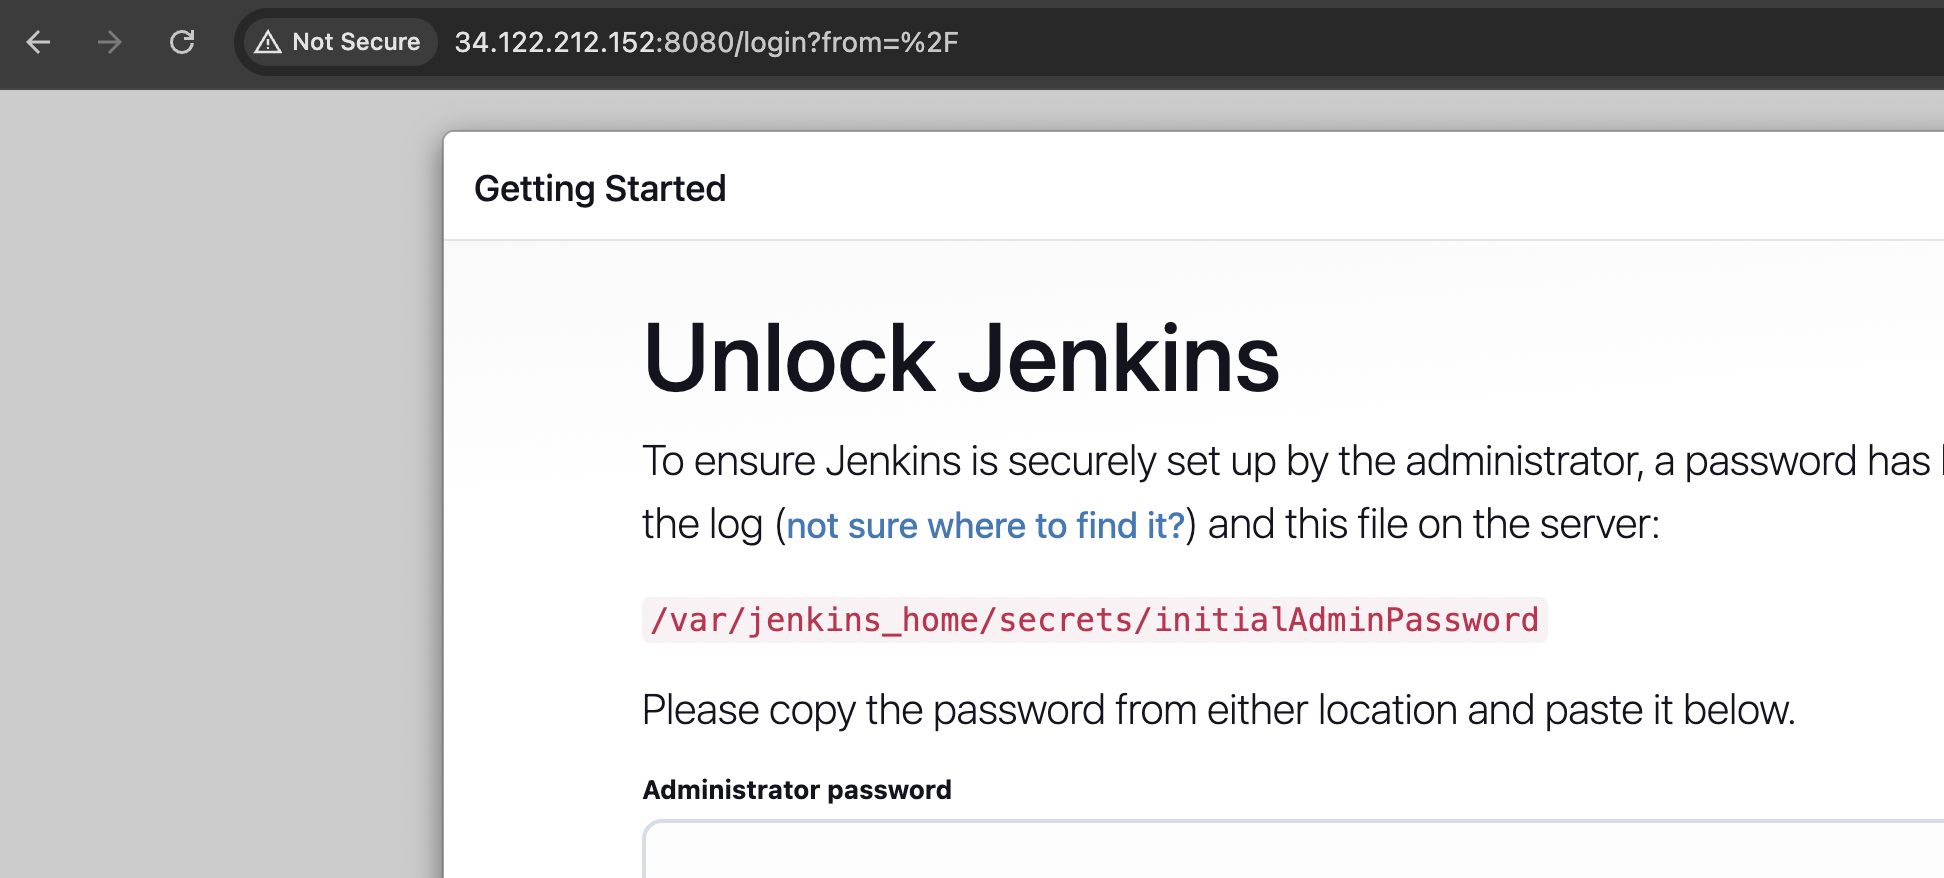 Not Secure 34.122.212.152:8080/login?from=%2F
Getting Started
Unlock Jenkins
To ensure Jenkins is securely set up by the administrator, a password has
the log (not sure where to find it?) and this file on the server:
/var/jenkins_home/secrets/initialAdminPassword
Please copy the password from either location and paste it below.
Administrator password